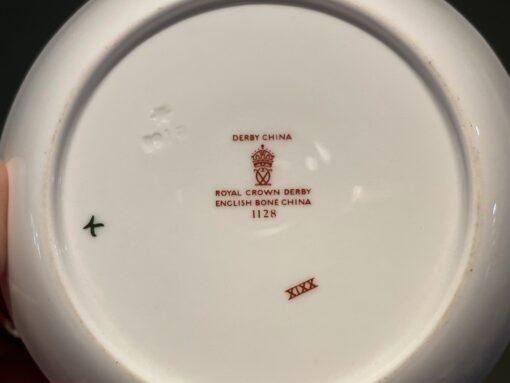 DERBY CHINA
ROYAL CROWN DERBY
ENGLISH BONE CHINA
1128
XIXX